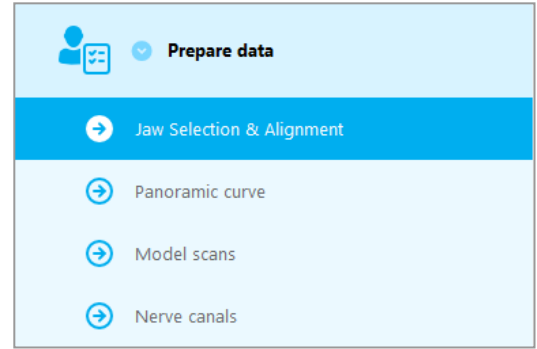 Prepare data
Jaw Selection & Alignment
Panoramic curve
Model scans
Nerve canals